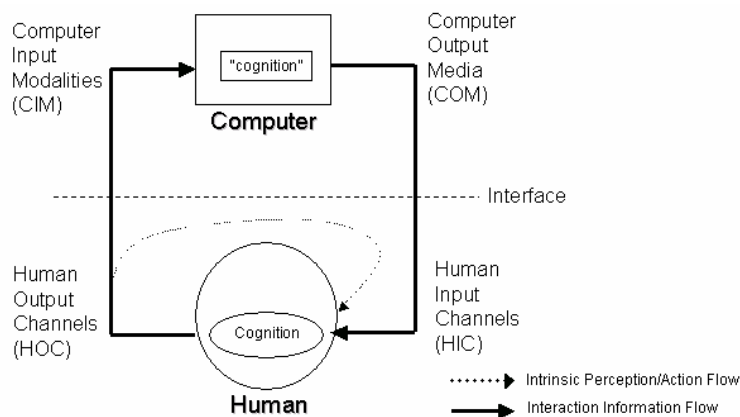 Computer
Input
Modalities
(CIM)
"cognition"
Computer
Computer
Output
Media
(COM)
Interface
Human
Output
Channels
(HOC)
Cognition
Human
Human
Input
Channels
(HIC)
Intrinsic Perception/Action Flow
Interaction Information Flow